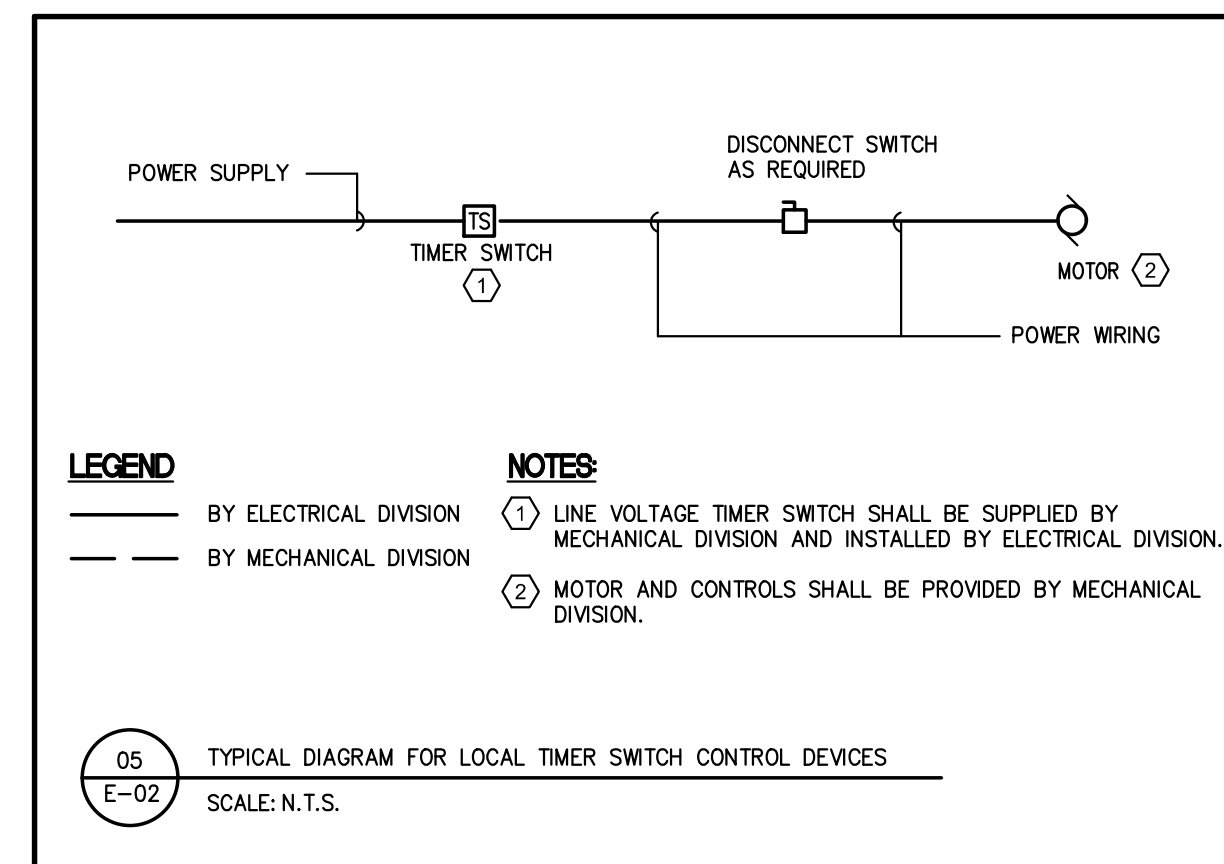 DISCONNECT SWITCH
AS REQUIRED
POWER SUPPLY
TS
TIMER SWITCH
1
MOTOR 2
POWER WIRING
LEGEND
BY ELECTRICAL DIVISION
BY MECHANICAL DIVISION
NOTES:
1 LINE VOLTAGE TIMER SWITCH SHALL BE SUPPLIED BY
MECHANICAL DIVISION AND INSTALLED BY ELECTRICAL DIVISION.
2 MOTOR AND CONTROLS SHALL BE PROVIDED BY MECHANICAL
DIVISION.
05
E-02
TYPICAL DIAGRAM FOR LOCAL TIMER SWITCH CONTROL DEVICES
SCALE: N.T.S.